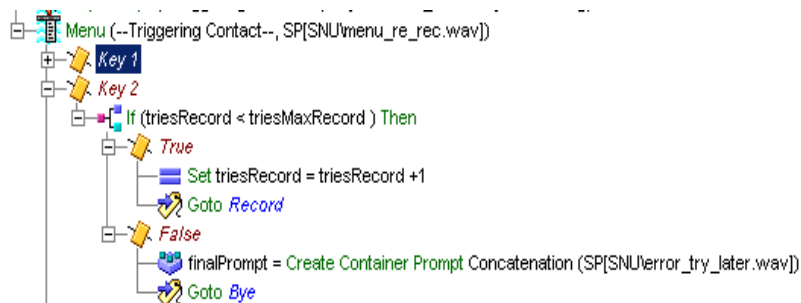 Menu (--Triggering Contact--, SP[SNU\menu_re_rec.wav])
Key 1
Key 2
If (triesRecord < triesMaxRecord ) Then
True
Set triesRecord = triesRecord +1
Goto Record
False
finalPrompt = Create Container Prompt Concatenation (SP[SNU\error_try_later.wav])
Goto Bye